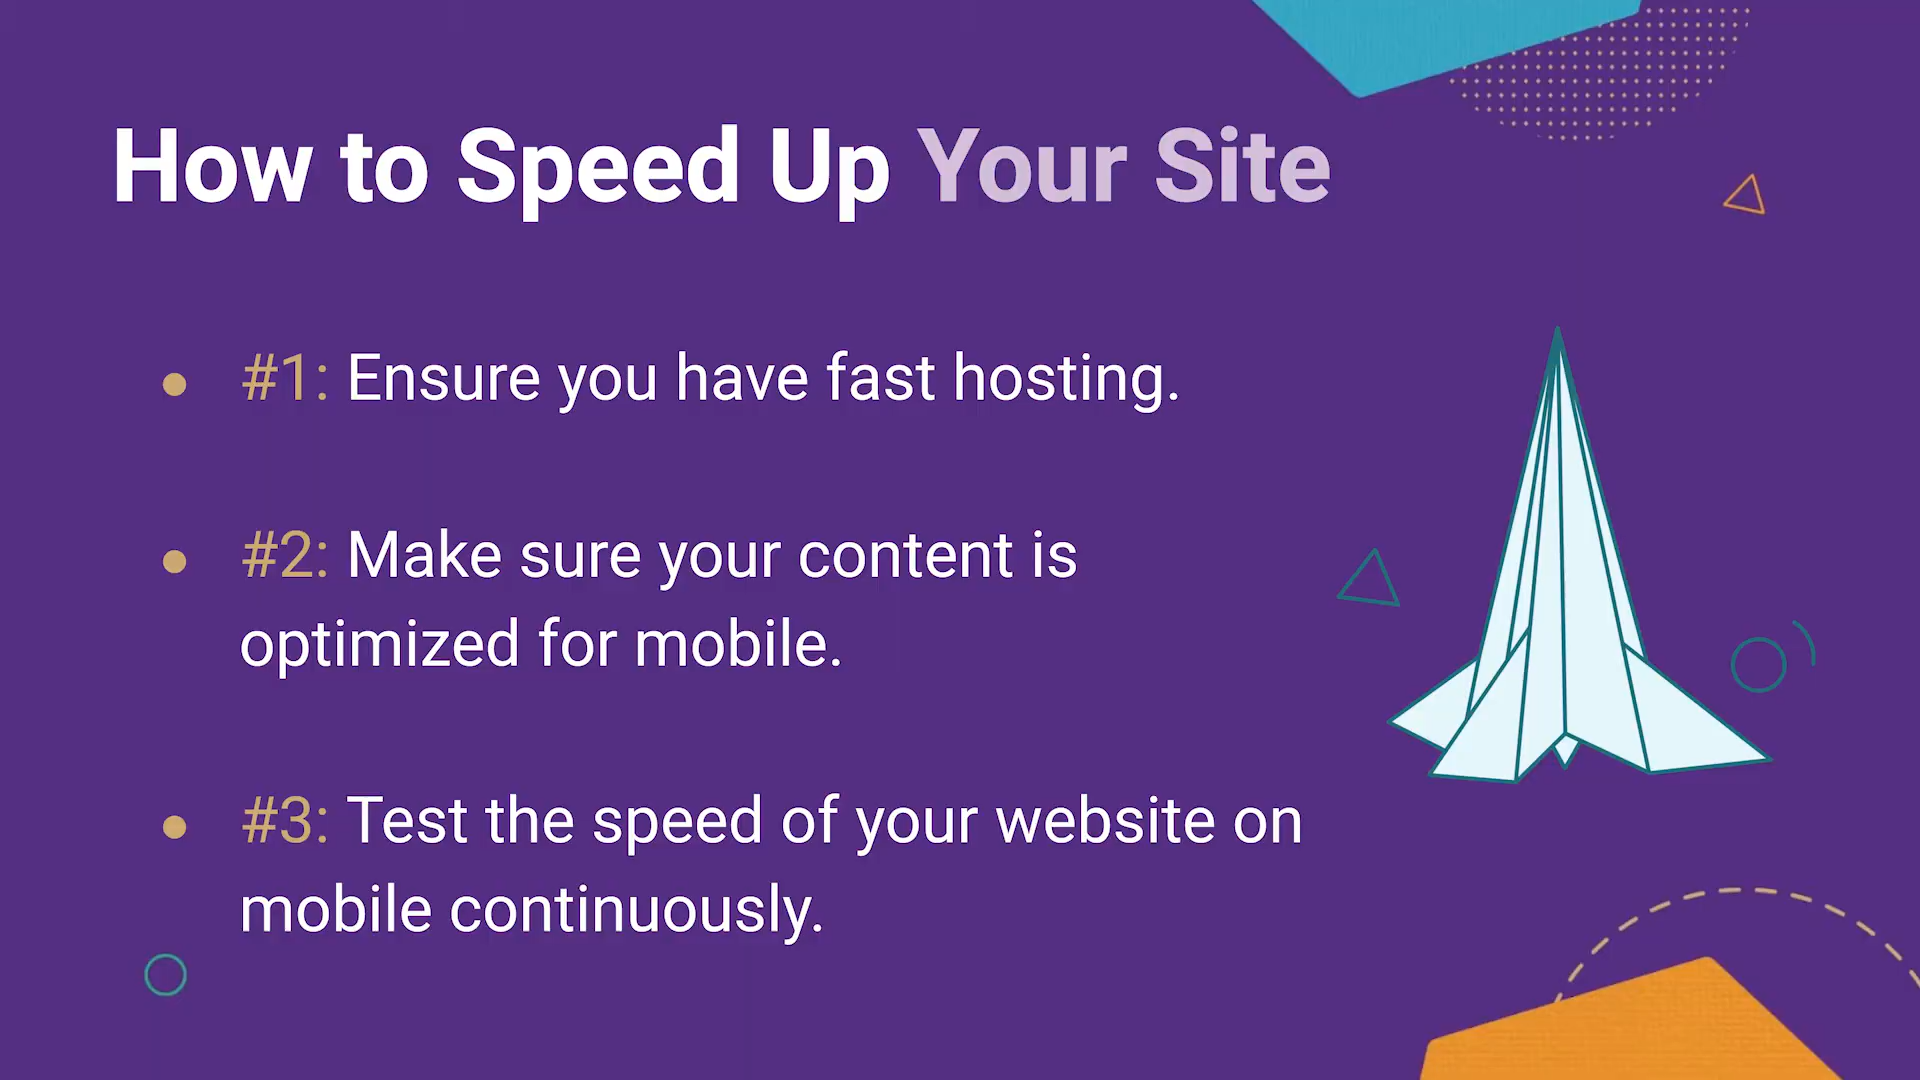 How to Speed Up Your Site
#1: Ensure you have fast hosting.
#2: Make sure your content is
optimized for mobile.
#3: Test the speed of your website on
mobile continuously.